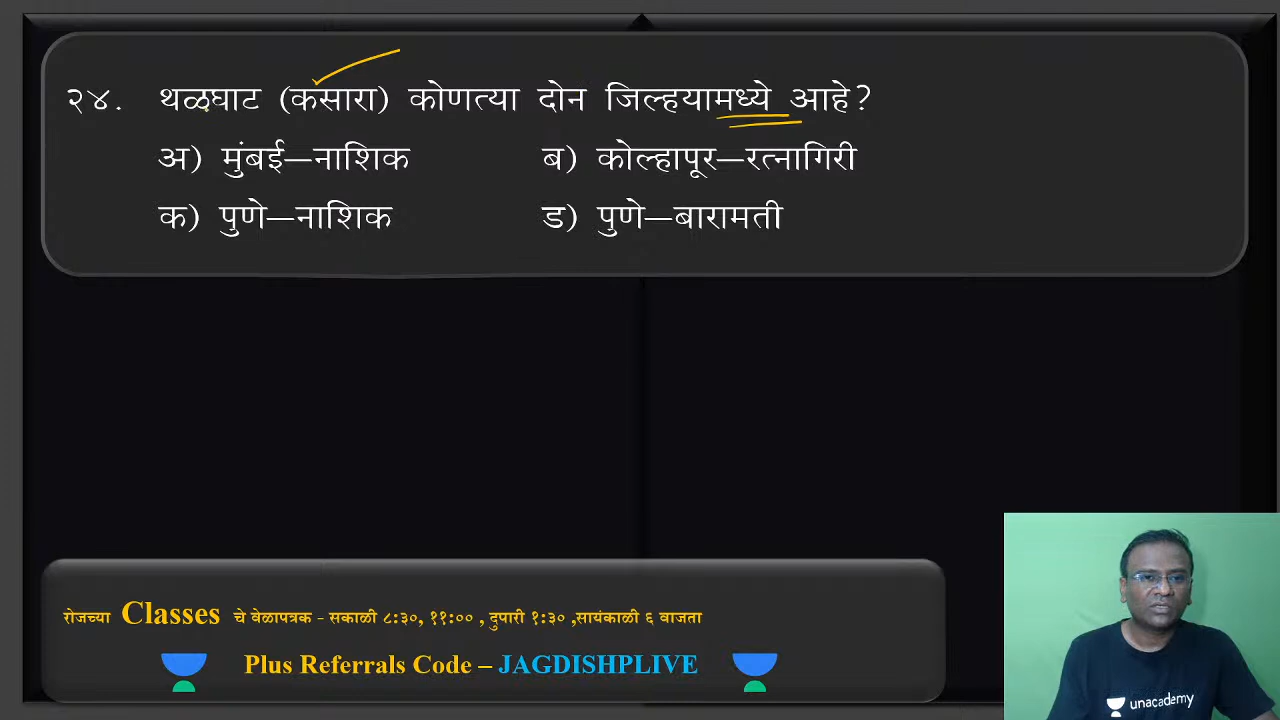 २४. थळघाट (कसारा) कोणत्या दोन जिल्हयामध्ये आहे?
अ) मुंबई–नाशिक ब) कोल्हापूर–रत्नागिरी
क) पुणे–नाशिक ड) पुणे–बारामती
रोजच्या Classes चे वेळापत्रक - सकाळी ८:३०, ११:०० , दुपारी १:३० ,सायंकाळी ६ वाजता
Plus Referrals Code – JAGDISHPLIVE
unacademy